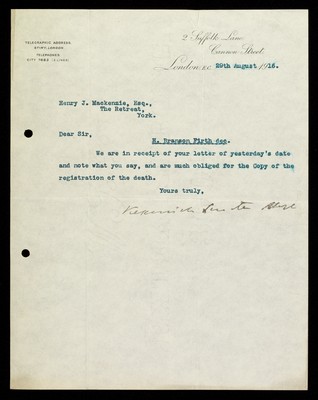 TELEGRAPHIC ADDRESS.
TELEPHONES
2 Suffolk Lane
Cannon Street.
London, E.C. 29th August 1916.
Henry J. Mackenzie, Esq.,
The Retreat,
York.
Dear Sir,
H. Branson Firth dec.
We are in receipt of your letter of yesterday's date
and note what you say, and are much obliged for the Copy of the
registration of the death.
Yours truly,